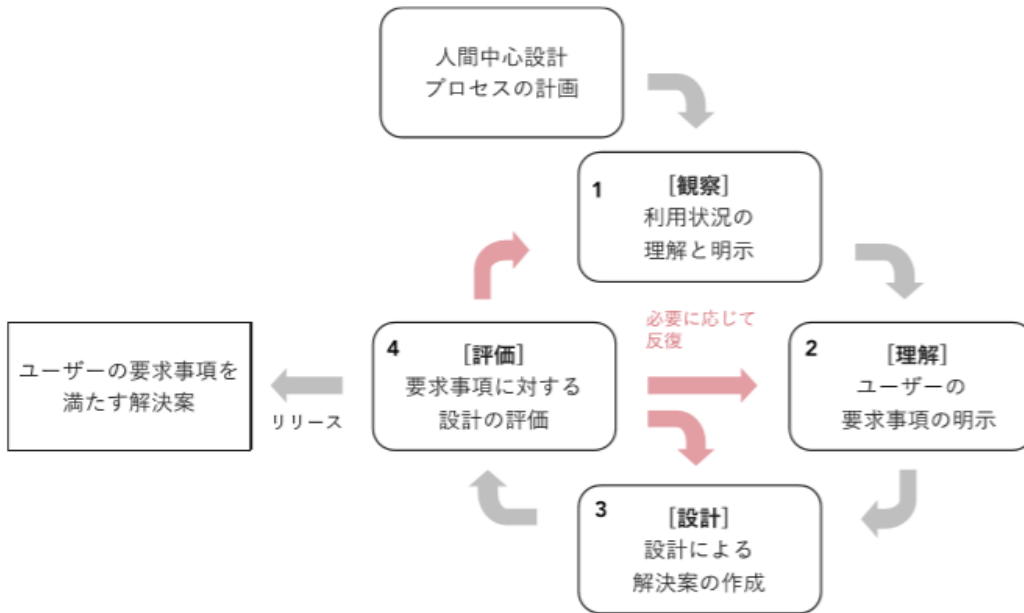 人間中心設計
プロセスの計画
1
[観察]
利用状況の
理解と明示
必要に応じて
反復
2
[理解]
ユーザーの
要求事項の明示
3
[設計]
設計による
解決案の作成
4
[評価]
要求事項に対する
設計の評価
リリース
ユーザーの要求事項を
満たす解決案